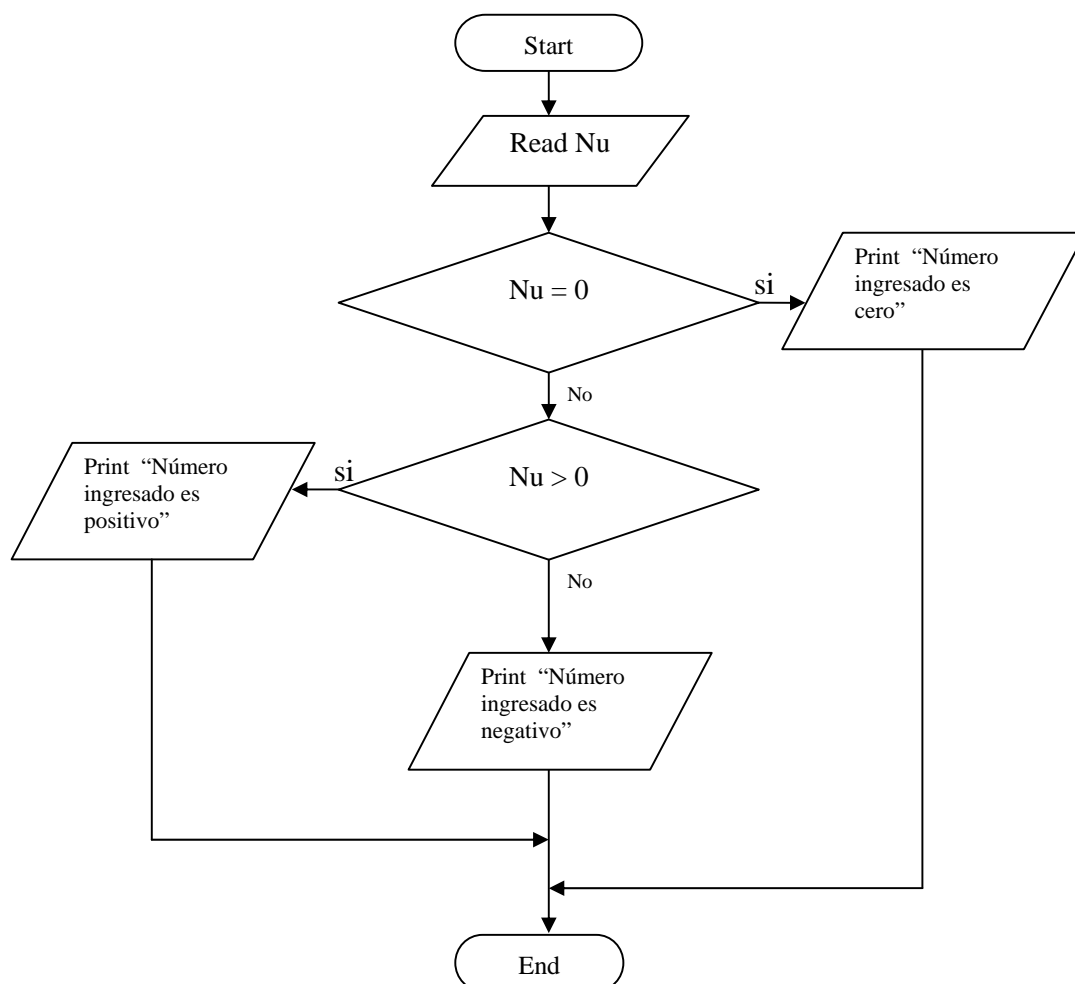 Start
Read Nu
Nu = 0
si
Print “Número
ingresado es
cero”
No
Nu > 0
si
Print “Número
ingresado es
positivo”
No
Print “Número
ingresado es
negativo”
End